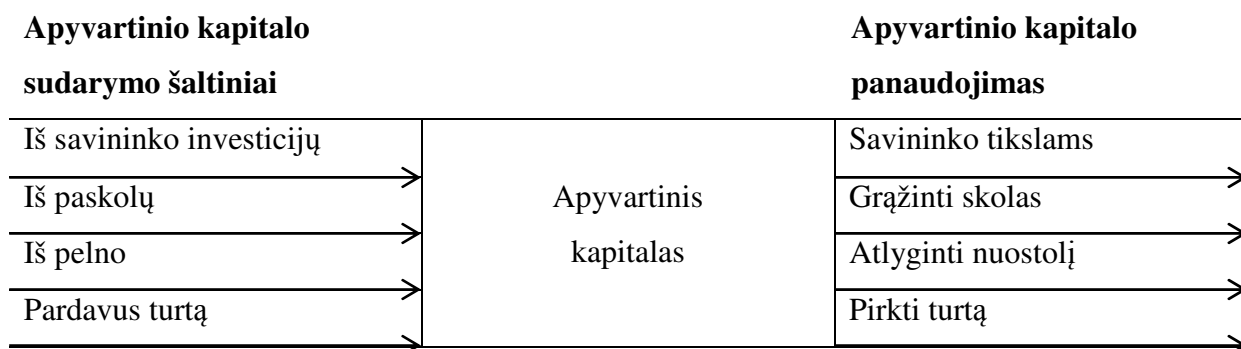 Apyvartinio kapitalo
sudarymo šaltiniai
Apyvartinio kapitalo
panaudojimas
Iš savininko investicijų
Iš paskolų
Iš pelno
Pardavus turtą
Apyvartinis
kapitalas
Savininko tikslams
Grąžinti skolas
Atlyginti nuostolį
Pirkti turtą